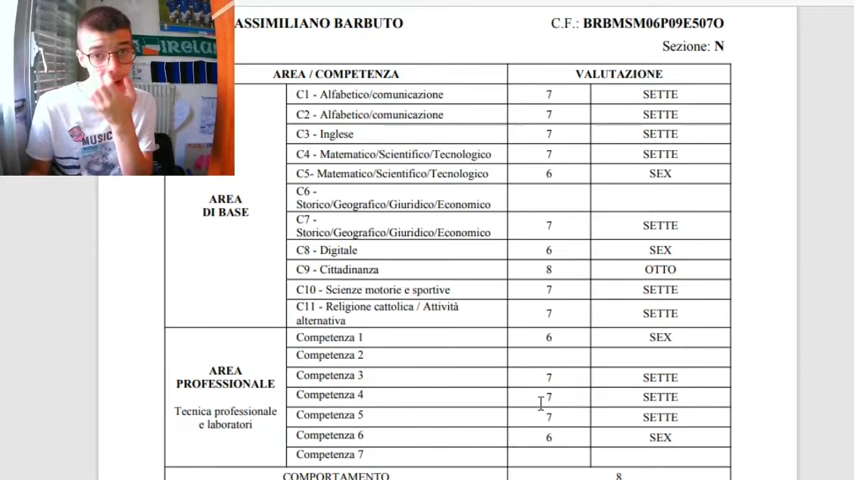 IRELAND
MUSIC
ASSIMILIANO BARBUTO
C.F.: BRBMSM06P09E507O
Sezione: N
AREA / COMPETENZA VALUTAZIONE
AREA
DI BASE
C1 - Alfabetico/comunicazione 7 SETTE
C2 - Alfabetico/comunicazione 7 SETTE
C3 - Inglese 7 SETTE
C4 - Matematico/Scientifico/Tecnologico 7 SETTE
C5- Matematico/Scientifico/Tecnologico 6 SEX
C6 -
Storico/Geografico/Giuridico/Economico
C7 -
Storico/Geografico/Giuridico/Economico 7 SETTE
C8 - Digitale 6 SEX
C9 - Cittadinanza 8 OTTO
C10 - Scienze motorie e sportive 7 SETTE
C11 - Religione cattolica / Attività
alternativa 7 SETTE
AREA
PROFESSIONALE
Tecnica professionale
e laboratori
Competenza 1 6 SEX
Competenza 2
Competenza 3 7 SETTE
Competenza 4 7 SETTE
Competenza 5 7 SETTE
Competenza 6 6 SEX
Competenza 7
COMPORTAMENTO 8